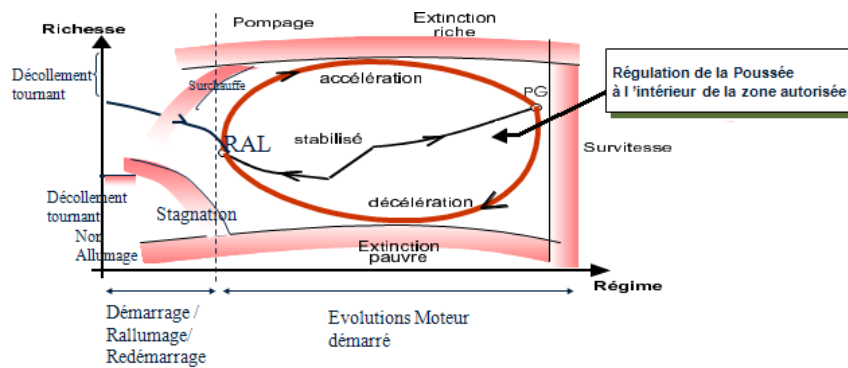 Richesse
Pompage
Extinction
riche
Décollement
tournant
Surchauffe
accélération
PG
Régulation de la Poussée
à l 'intérieur de la zone autorisée
RAL
stabilisé
Survitesse
décélération
Décollement
tournant
Non
Allumage
Stagnation
Extinction
pauvre
Régime
Démarrage /
Rallumage/
Redémarrage
Evolutions Moteur
démarré